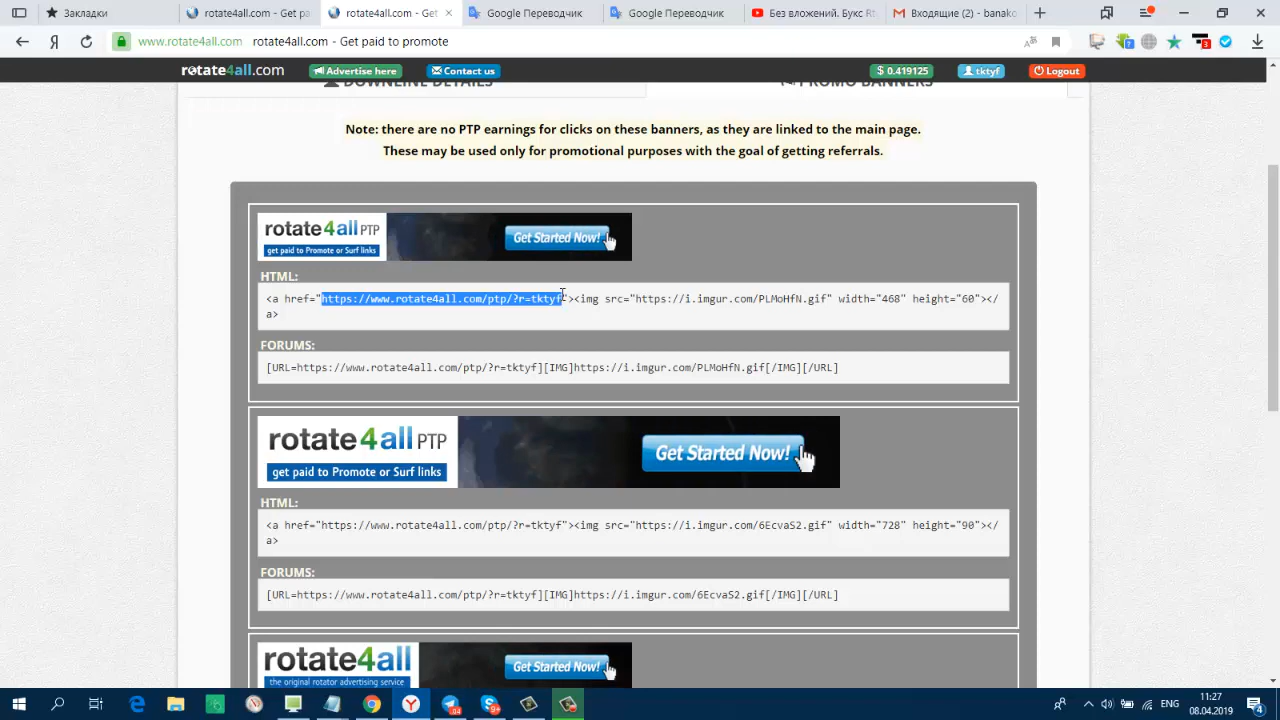 Закладки
rotate4all.com - Get pa
rotate4all.com - Get
Google Переводчик
Google Переводчик
Без вложений. Букс
Входящие (2) - banako
www.rotate4all.com rotate4all.com - Get paid to promote
rotate4all.com
Advertise here
Contact us
$ 0.419125
tktyf
Logout
DOWNLINE DETAILS
PROMO BANNERS
Note: there are no PTP earnings for clicks on these banners, as they are linked to the main page.
These may be used only for promotional purposes with the goal of getting referrals.
rotate4all PTP
get paid to Promote or Surf links
Get Started Now!
HTML:
<a href="https://www.rotate4all.com/ptp/?r=tktyf"><img src="https://i.imgur.com/PLMoHfN.gif" width="468" height="60"></
a>
FORUMS:
[URL=https://www.rotate4all.com/ptp/?r=tktyf][IMG]https://i.imgur.com/PLMoHfN.gif[/IMG][/URL]
rotate4all PTP
get paid to Promote or Surf links
Get Started Now!
HTML:
<a href="https://www.rotate4all.com/ptp/?r=tktyf"><img src="https://i.imgur.com/6EcvaS2.gif" width="728" height="90"></
a>
FORUMS:
[URL=https://www.rotate4all.com/ptp/?r=tktyf][IMG]https://i.imgur.com/6EcvaS2.gif[/IMG][/URL]
rotate4all
the original rotator advertising service
Get Started Now!
ENG
11:27
08.04.2019